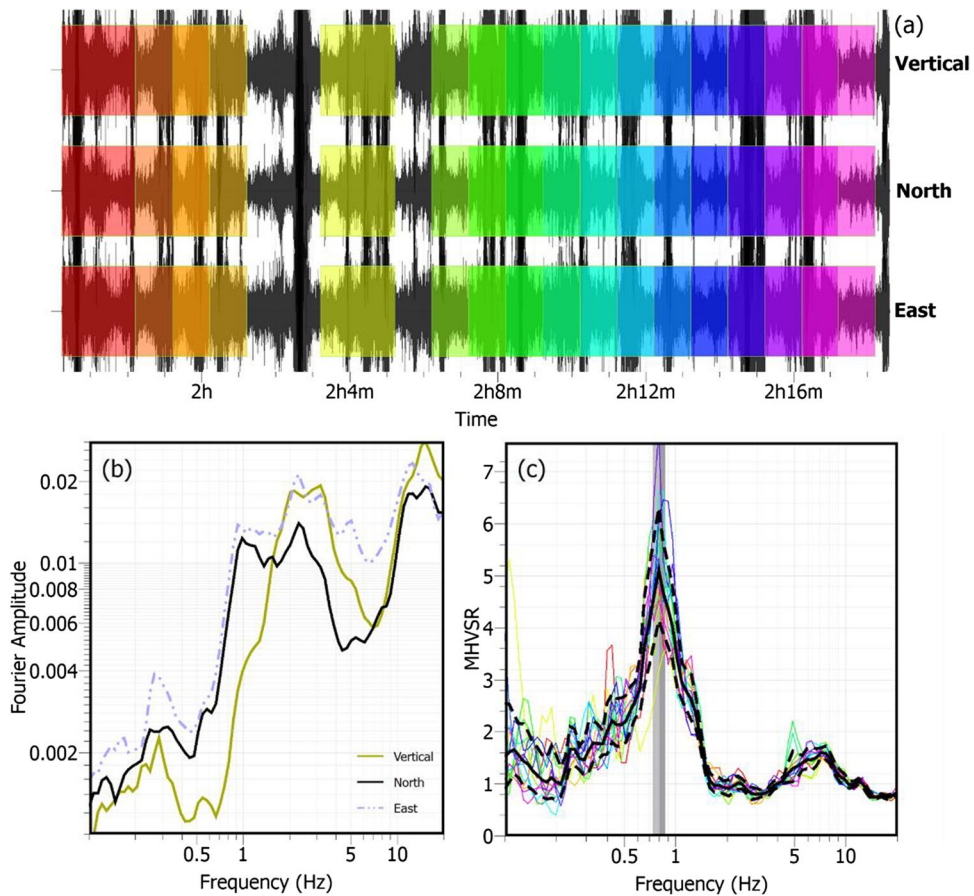 (a)
Vertical
North
East
2h 2h4m 2h8m 2h12m 2h16m
Time
(b)
0.02
0.01
0.008
0.006
0.004
0.002
Fourier Amplitude
Vertical
North
East
0.5 1 5 10
Frequency (Hz)
(c)
7
6
5
4
3
2
1
0
MHVSR
0.5 1 5 10
Frequency (Hz)